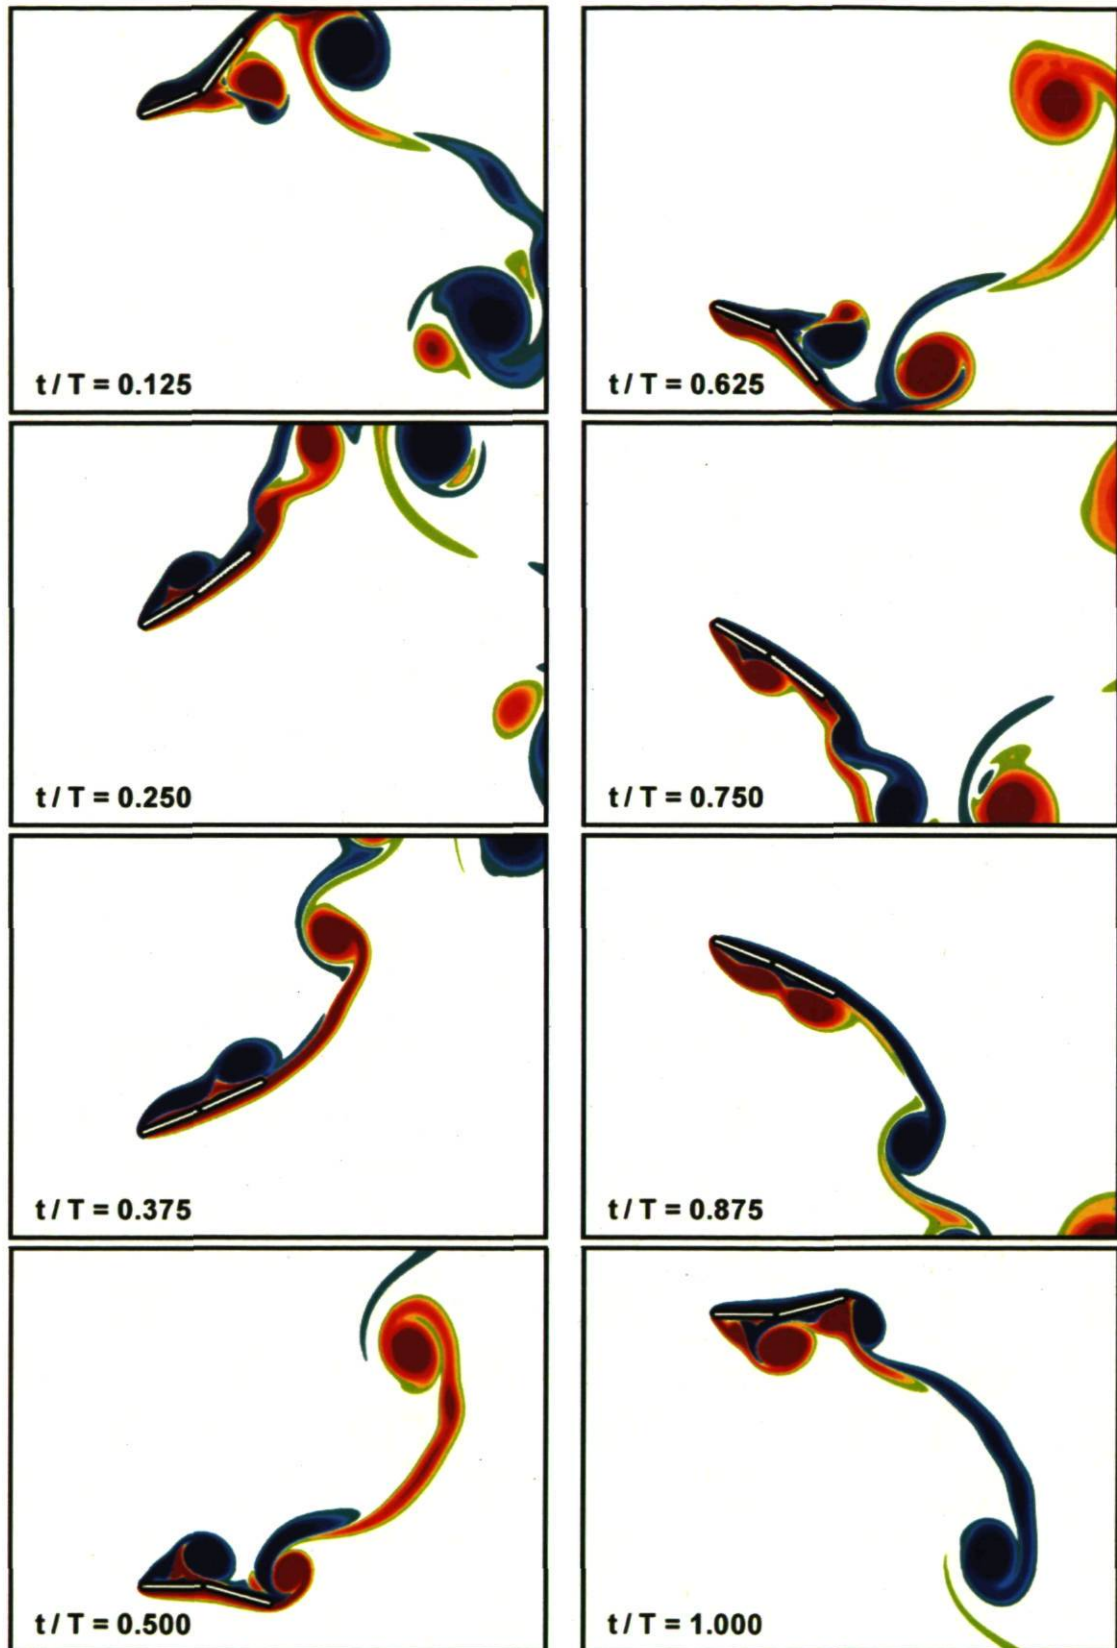 t / T = 0.125
t / T = 0.625
t / T = 0.250
t / T = 0.750
t / T = 0.375
t / T = 0.875
t / T = 0.500
t / T = 1.000